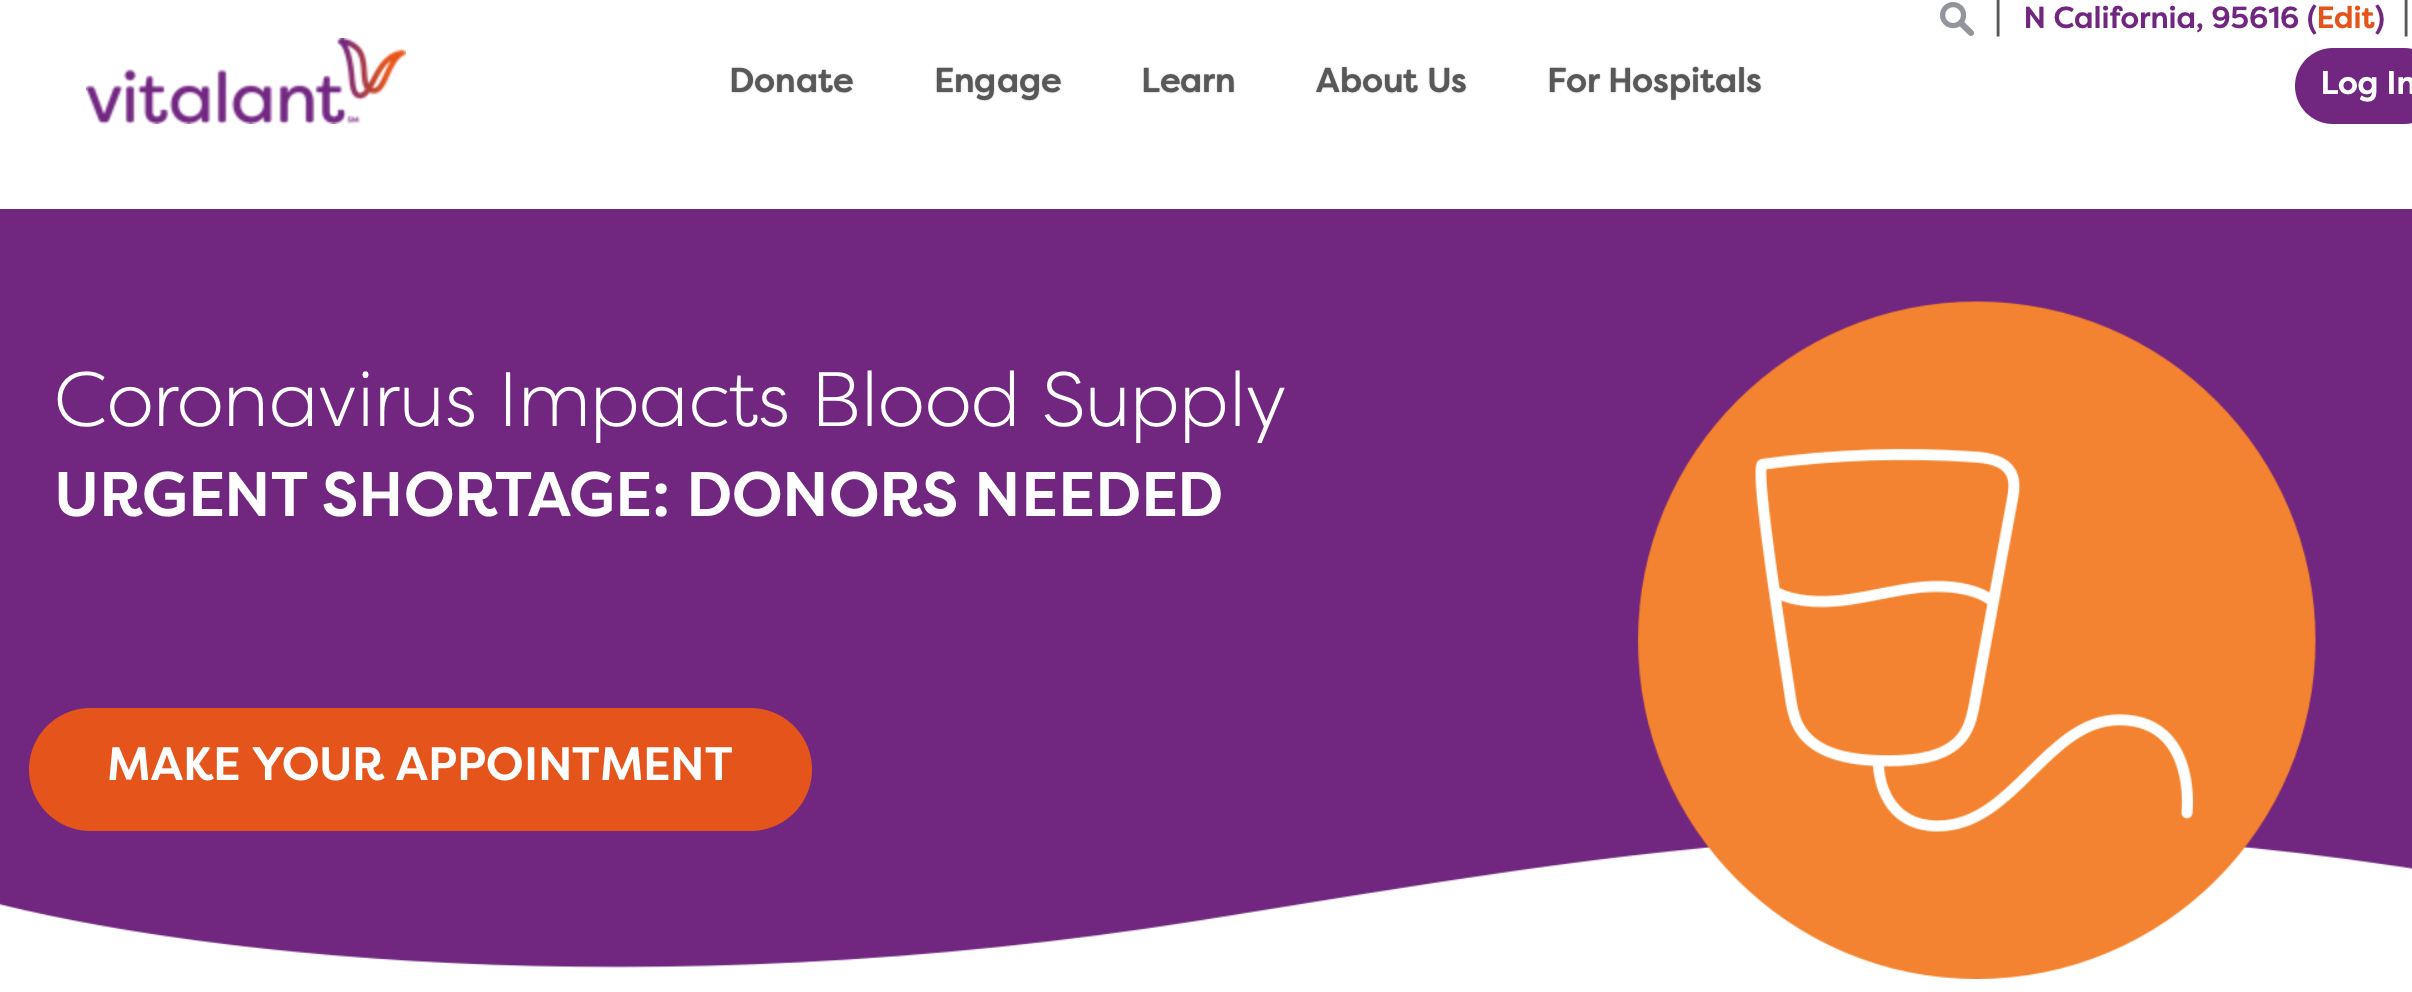 N California, 95616 (Edit)
vitalant SM
Donate Engage Learn About Us For Hospitals
Log In
Coronavirus Impacts Blood Supply
URGENT SHORTAGE: DONORS NEEDED
MAKE YOUR APPOINTMENT